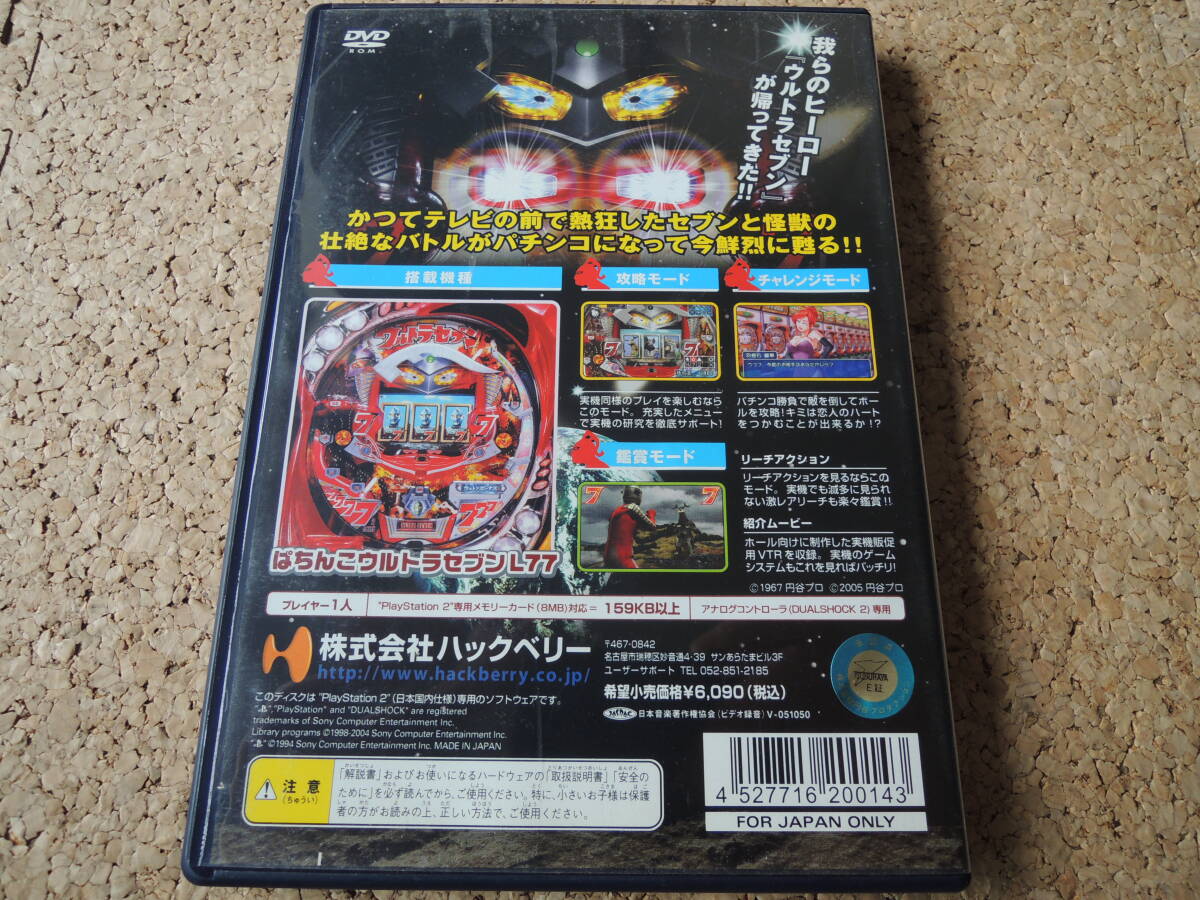 DVD
ROM
我らのヒーロー
『ウルトラセブン』
が帰ってきた!!
かつてテレビの前で熱狂したセブンと怪獣の
壮絶なバトルがパチンコになって今鮮烈に甦る!!
搭載機種
ウルトラセブン
7
7
777
777
ぱちんこウルトラセブンL77
攻略モード
7
7
実機同様のプレイを楽しむなら
このモード。充実したメニュー
で実機の研究を徹底サポート!
チャレンジモード
パチンコ勝負で敵を倒してホー
ルを攻略!キミは恋人のハート
をつかむことが出来るか!?
鑑賞モード
7
7
リーチアクション
リーチアクションを見るならこの
モード。実機でも滅多に見られ
ない激レアリーチも楽々鑑賞!!
紹介ムービー
ホール向けに制作した実機販促
用VTRを収録。実機のゲーム
システムもこれを見ればバッチリ!
©1967 円谷プロ ©2005 円谷プロ
プレイヤー1人
"PlayStation 2"専用メモリーカード(8MB)対応= 159KB以上
アナログコントローラ(DUALSHOCK 2)専用
株式会社ハックベリー
http://www.hackberry.co.jp/
〒467-0842
名古屋市瑞穂区妙音通4-39 サンあらたまビル3F
ユーザーサポート TEL 052-851-2185
希望小売価格¥6,090(税込)
日本音楽著作権協会(ビデオ録音)V-051050
このディスクは"PlayStation 2"(日本国内仕様)専用のソフトウェアです。
","PlayStation" and "DUALSHOCK" are registered
trademarks of Sony Computer Entertainment Inc.
Library programs ©1998-2004 Sony Computer Entertainment Inc.
" ©1994 Sony Computer Entertainment Inc. MADE IN JAPAN
注意
(ちゅうい)
「解説書」およびお使いになるハードウェアの「取扱説明書」「安全の
ために」を必ず読んでから、ご使用ください。特に、小さいお子様は保護
者の方がお読みの上、正しい方法で、ご使用ください。
4 527716 200143
FOR JAPAN ONLY